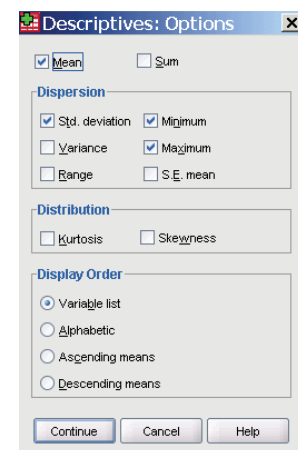 Descriptives: Options
Mean Sum
Dispersion
Std. deviation Minimum
Variance Maximum
Range S.E. mean
Distribution
Kurtosis Skewness
Display Order
Variable list
Alphabetic
Ascending means
Descending means
Continue Cancel Help